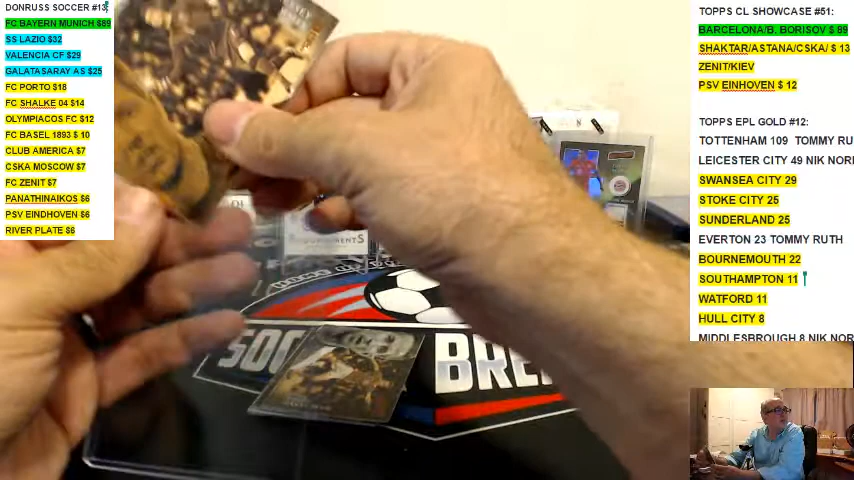 DONRUSS SOCCER #13:
FC BAYERN MUNICH $89
SS LAZIO $32
VALENCIA CF $29
GALATASARAY AS $25
FC PORTO $18
FC SHALKE 04 $14
OLYMPIACOS FC $12
FC BASEL 1893 $ 10
CLUB AMERICA $7
CSKA MOSCOW $7
FC ZENIT $7
PANATHINAIKOS $6
PSV EINDHOVEN $6
RIVER PLATE $6
TOPPS CL SHOWCASE #51:
BARCELONA/B. BORISOV $ 89
SHAKTAR/ASTANA/CSKA/ $ 13
ZENIT/KIEV
PSV EINHOVEN $ 12
TOPPS EPL GOLD #12:
TOTTENHAM 109 TOMMY RU
LEICESTER CITY 49 NIK NOR
SWANSEA CITY 29
STOKE CITY 25
SUNDERLAND 25
EVERTON 23 TOMMY RUTH
BOURNEMOUTH 22
SOUTHAMPTON 11
WATFORD 11
HULL CITY 8
MIDDLESBROUGH 8 NIK NOR
SOC
BRE